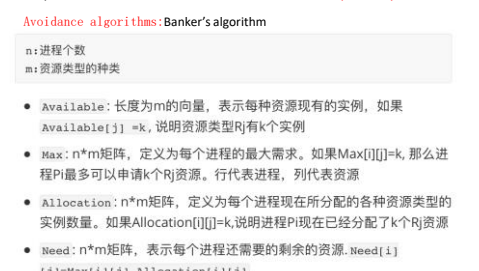 Avoidance algorithms:Banker's algorithm
n:进程个数
m:资源类型的种类
Available: 长度为m的向量，表示每种资源现有的实例，如果
Available[j] =k, 说明资源类型Rj有k个实例
Max: n*m矩阵，定义为每个进程的最大需求。如果Max[i][j]=k, 那么进
程Pi最多可以申请k个Rj资源。行代表进程，列代表资源
Allocation: n*m矩阵，定义为每个进程现在所分配的各种资源类型的
实例数量。如果Allocation[i][j]=k,说明进程Pi现在已经分配了k个Rj资源
Need: n*m矩阵，表示每个进程还需要的剩余的资源. Need[i]